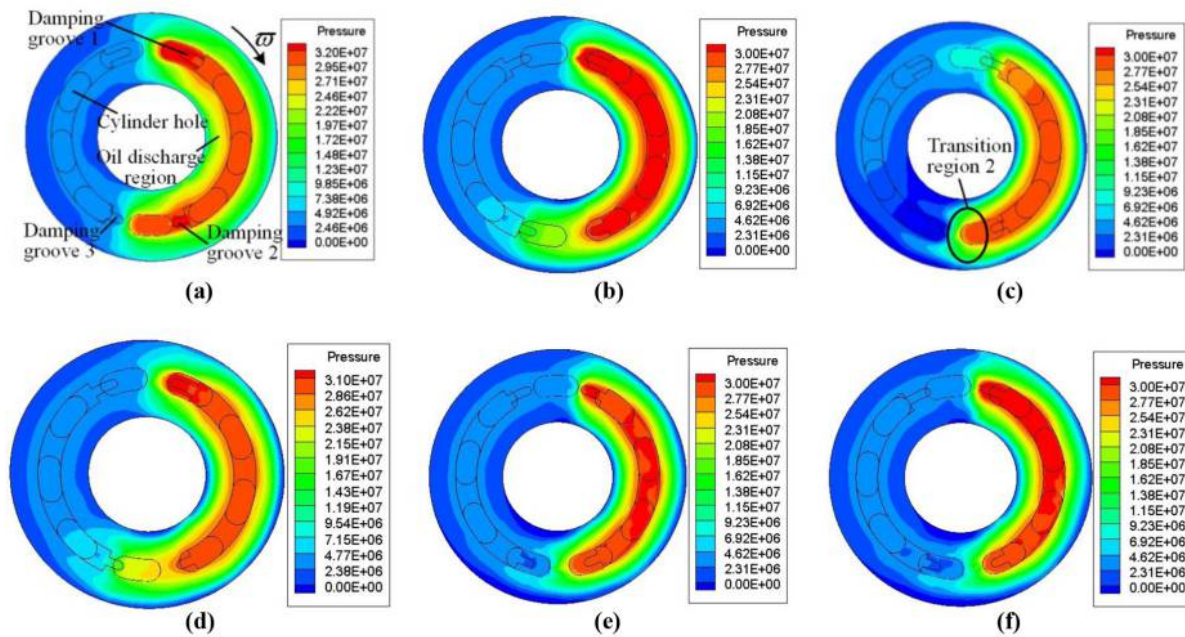 Damping
groove 1
ϖ
Cylinder hole
Oil discharge
region
Damping
groove 3
Damping
groove 2
Pressure
3.20E+07
2.95E+07
2.71E+07
2.46E+07
2.22E+07
1.97E+07
1.72E+07
1.48E+07
1.23E+07
9.85E+06
7.38E+06
4.92E+06
2.46E+06
0.00E+00
(a)
Pressure
3.00E+07
2.77E+07
2.54E+07
2.31E+07
2.08E+07
1.85E+07
1.62E+07
1.38E+07
1.15E+07
9.23E+06
6.92E+06
4.62E+06
2.31E+06
0.00E+00
(b)
Transition
region 2
Pressure
3.00E+07
2.77E+07
2.54E+07
2.31E+07
2.08E+07
1.85E+07
1.62E+07
1.38E+07
1.15E+07
9.23E+06
6.92E+06
4.62E+06
2.31E+06
0.00E+00
(c)
Pressure
3.10E+07
2.86E+07
2.62E+07
2.38E+07
2.15E+07
1.91E+07
1.67E+07
1.43E+07
1.19E+07
9.54E+06
7.15E+06
4.77E+06
2.38E+06
0.00E+00
(d)
Pressure
3.00E+07
2.77E+07
2.54E+07
2.31E+07
2.08E+07
1.85E+07
1.62E+07
1.38E+07
1.15E+07
9.23E+06
6.92E+06
4.62E+06
2.31E+06
0.00E+00
(e)
Pressure
3.00E+07
2.77E+07
2.54E+07
2.31E+07
2.08E+07
1.85E+07
1.62E+07
1.38E+07
1.15E+07
9.23E+06
6.92E+06
4.62E+06
2.31E+06
0.00E+00
(f)